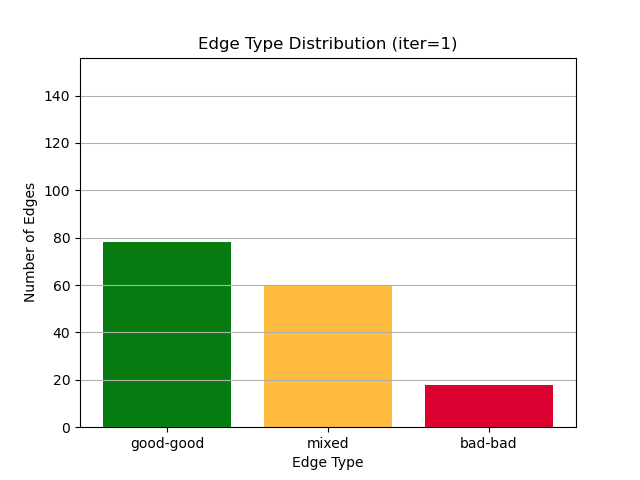 Edge Type Distribution (iter=1)
Number of Edges
140
120
100
80
60
40
20
0
good-good mixed bad-bad
Edge Type